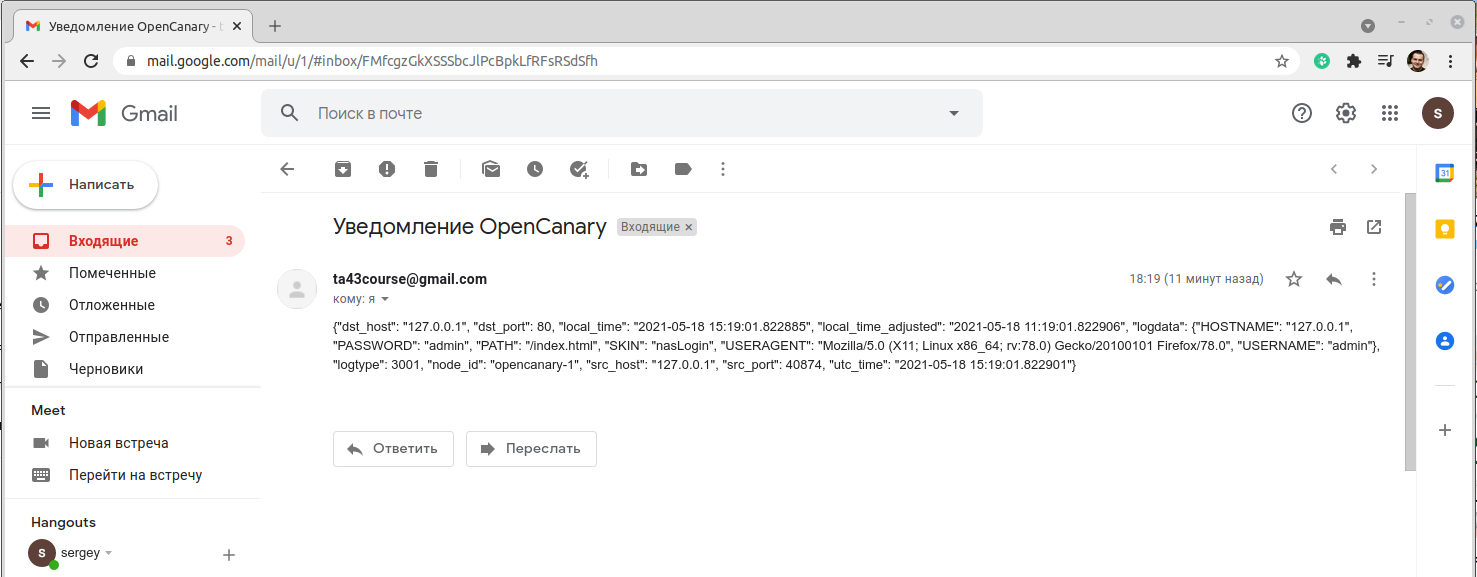 Уведомление OpenCanary -
mail.google.com/mail/u/1/#inbox/FMfcgzGkXSSSbcJlPcBpkLfRFsRSdSfh
Gmail
Поиск в почте
S
Написать
31
Уведомление OpenCanary Входящие ×
Входящие 3
Помеченные
ta43course@gmail.com 18:19 (11 минут назад)
кому: я
Отложенные
{"dst_host": "127.0.0.1", "dst_port": 80, "local_time": "2021-05-18 15:19:01.822885", "local_time_adjusted": "2021-05-18 11:19:01.822906", "logdata": {"HOSTNAME": "127.0.0.1",
Отправленные
"PASSWORD": "admin", "PATH": "/index.html", "SKIN": "nasLogin", "USERAGENT": "Mozilla/5.0 (X11; Linux x86_64; rv:78.0) Gecko/20100101 Firefox/78.0", "USERNAME": "admin"},
"logtype": 3001, "node_id": "opencanary-1", "src_host": "127.0.0.1", "src_port": 40874, "utc_time": "2021-05-18 15:19:01.822901"}
Черновики
Meet
Новая встреча
Ответить Переслать
Перейти на встречу
Hangouts
S sergey